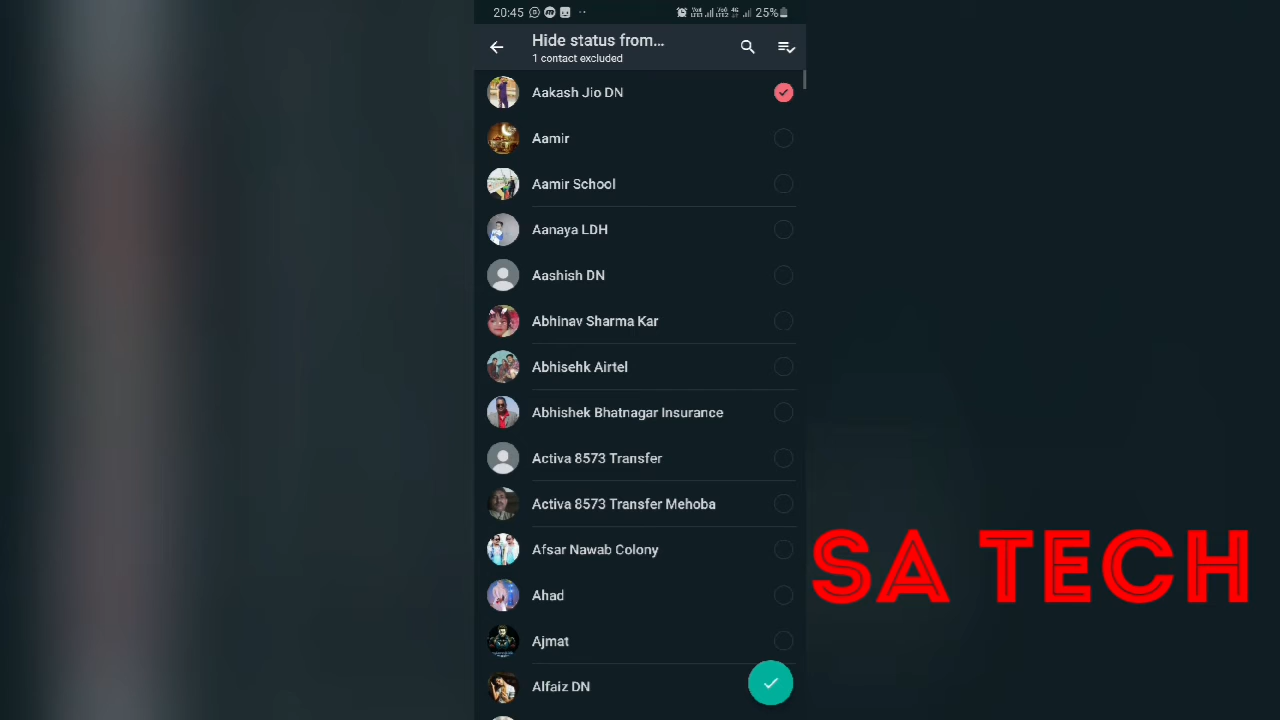 20:45
25%
Hide status from...
1 contact excluded
Aakash Jio DN
Aamir
Aamir School
Aanaya LDH
Aashish DN
Abhinav Sharma Kar
Abhisehk Airtel
Abhishek Bhatnagar Insurance
Activa 8573 Transfer
Activa 8573 Transfer Mehoba
Afsar Nawab Colony
Ahad
Ajmat
Alfaiz DN
SA TECH